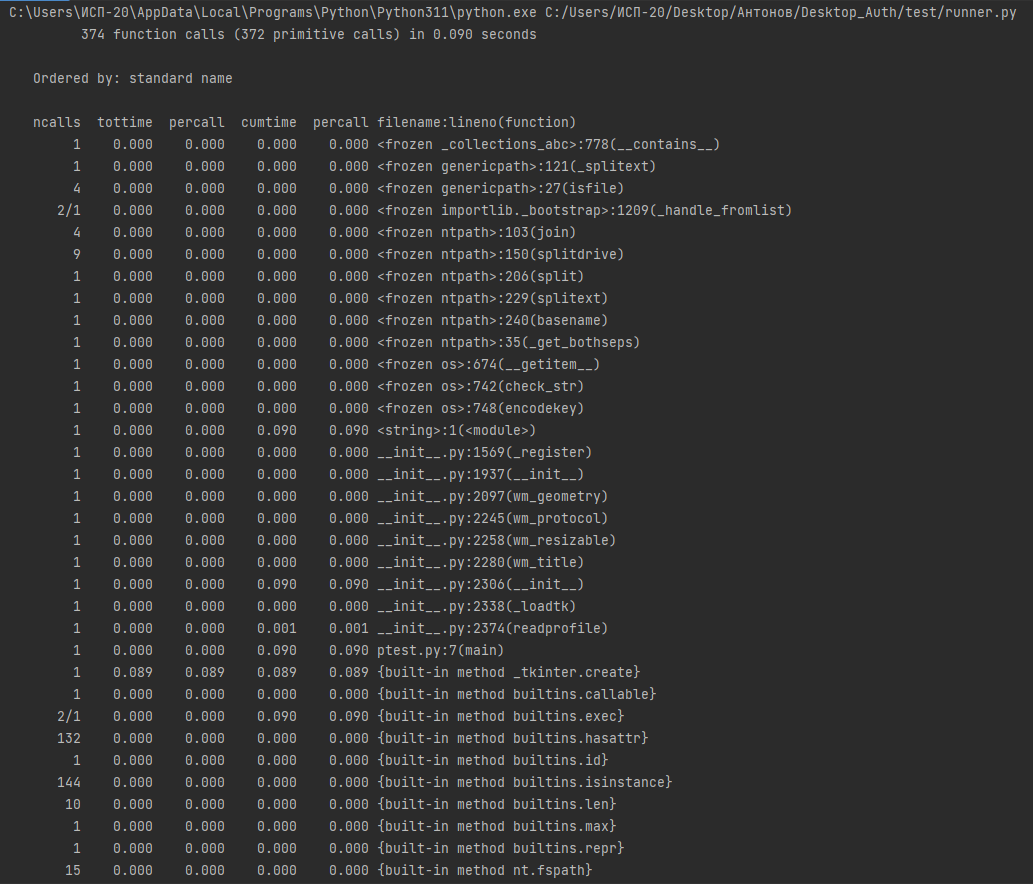 C:\Users\ИСП-20\AppData\Local\Programs\Python\Python311\python.exe C:/Users/ИСП-20/Desktop/Антонов/Desktop_Auth/test/runner.py
         374 function calls (372 primitive calls) in 0.090 seconds

   Ordered by: standard name

   ncalls  tottime  percall  cumtime  percall filename:lineno(function)
        1    0.000    0.000    0.000    0.000 <frozen _collections_abc>:778(__contains__)
        1    0.000    0.000    0.000    0.000 <frozen genericpath>:121(_splitext)
        4    0.000    0.000    0.000    0.000 <frozen genericpath>:27(isfile)
      2/1    0.000    0.000    0.000    0.000 <frozen importlib._bootstrap>:1209(_handle_fromlist)
        4    0.000    0.000    0.000    0.000 <frozen ntpath>:103(join)
        9    0.000    0.000    0.000    0.000 <frozen ntpath>:150(splitdrive)
        1    0.000    0.000    0.000    0.000 <frozen ntpath>:206(split)
        1    0.000    0.000    0.000    0.000 <frozen ntpath>:229(splitext)
        1    0.000    0.000    0.000    0.000 <frozen ntpath>:240(basename)
        1    0.000    0.000    0.000    0.000 <frozen ntpath>:35(_get_bothseps)
        1    0.000    0.000    0.000    0.000 <frozen os>:674(__getitem__)
        1    0.000    0.000    0.000    0.000 <frozen os>:742(check_str)
        1    0.000    0.000    0.000    0.000 <frozen os>:748(encodekey)
        1    0.000    0.000    0.090    0.090 <string>:1(<module>)
        1    0.000    0.000    0.000    0.000 __init__.py:1569(_register)
        1    0.000    0.000    0.000    0.000 __init__.py:1937(__init__)
        1    0.000    0.000    0.000    0.000 __init__.py:2097(wm_geometry)
        1    0.000    0.000    0.000    0.000 __init__.py:2245(wm_protocol)
        1    0.000    0.000    0.000    0.000 __init__.py:2258(wm_resizable)
        1    0.000    0.000    0.000    0.000 __init__.py:2280(wm_title)
        1    0.000    0.000    0.090    0.090 __init__.py:2306(__init__)
        1    0.000    0.000    0.000    0.000 __init__.py:2338(_loadtk)
        1    0.000    0.000    0.001    0.001 __init__.py:2374(readprofile)
        1    0.000    0.000    0.090    0.090 ptest.py:7(main)
        1    0.089    0.089    0.089    0.089 {built-in method _tkinter.create}
        1    0.000    0.000    0.000    0.000 {built-in method builtins.callable}
      2/1    0.000    0.000    0.090    0.090 {built-in method builtins.exec}
      132    0.000    0.000    0.000    0.000 {built-in method builtins.hasattr}
        1    0.000    0.000    0.000    0.000 {built-in method builtins.id}
      144    0.000    0.000    0.000    0.000 {built-in method builtins.isinstance}
       10    0.000    0.000    0.000    0.000 {built-in method builtins.len}
        1    0.000    0.000    0.000    0.000 {built-in method builtins.max}
        1    0.000    0.000    0.000    0.000 {built-in method builtins.repr}
       15    0.000    0.000    0.000    0.000 {built-in method nt.fspath}